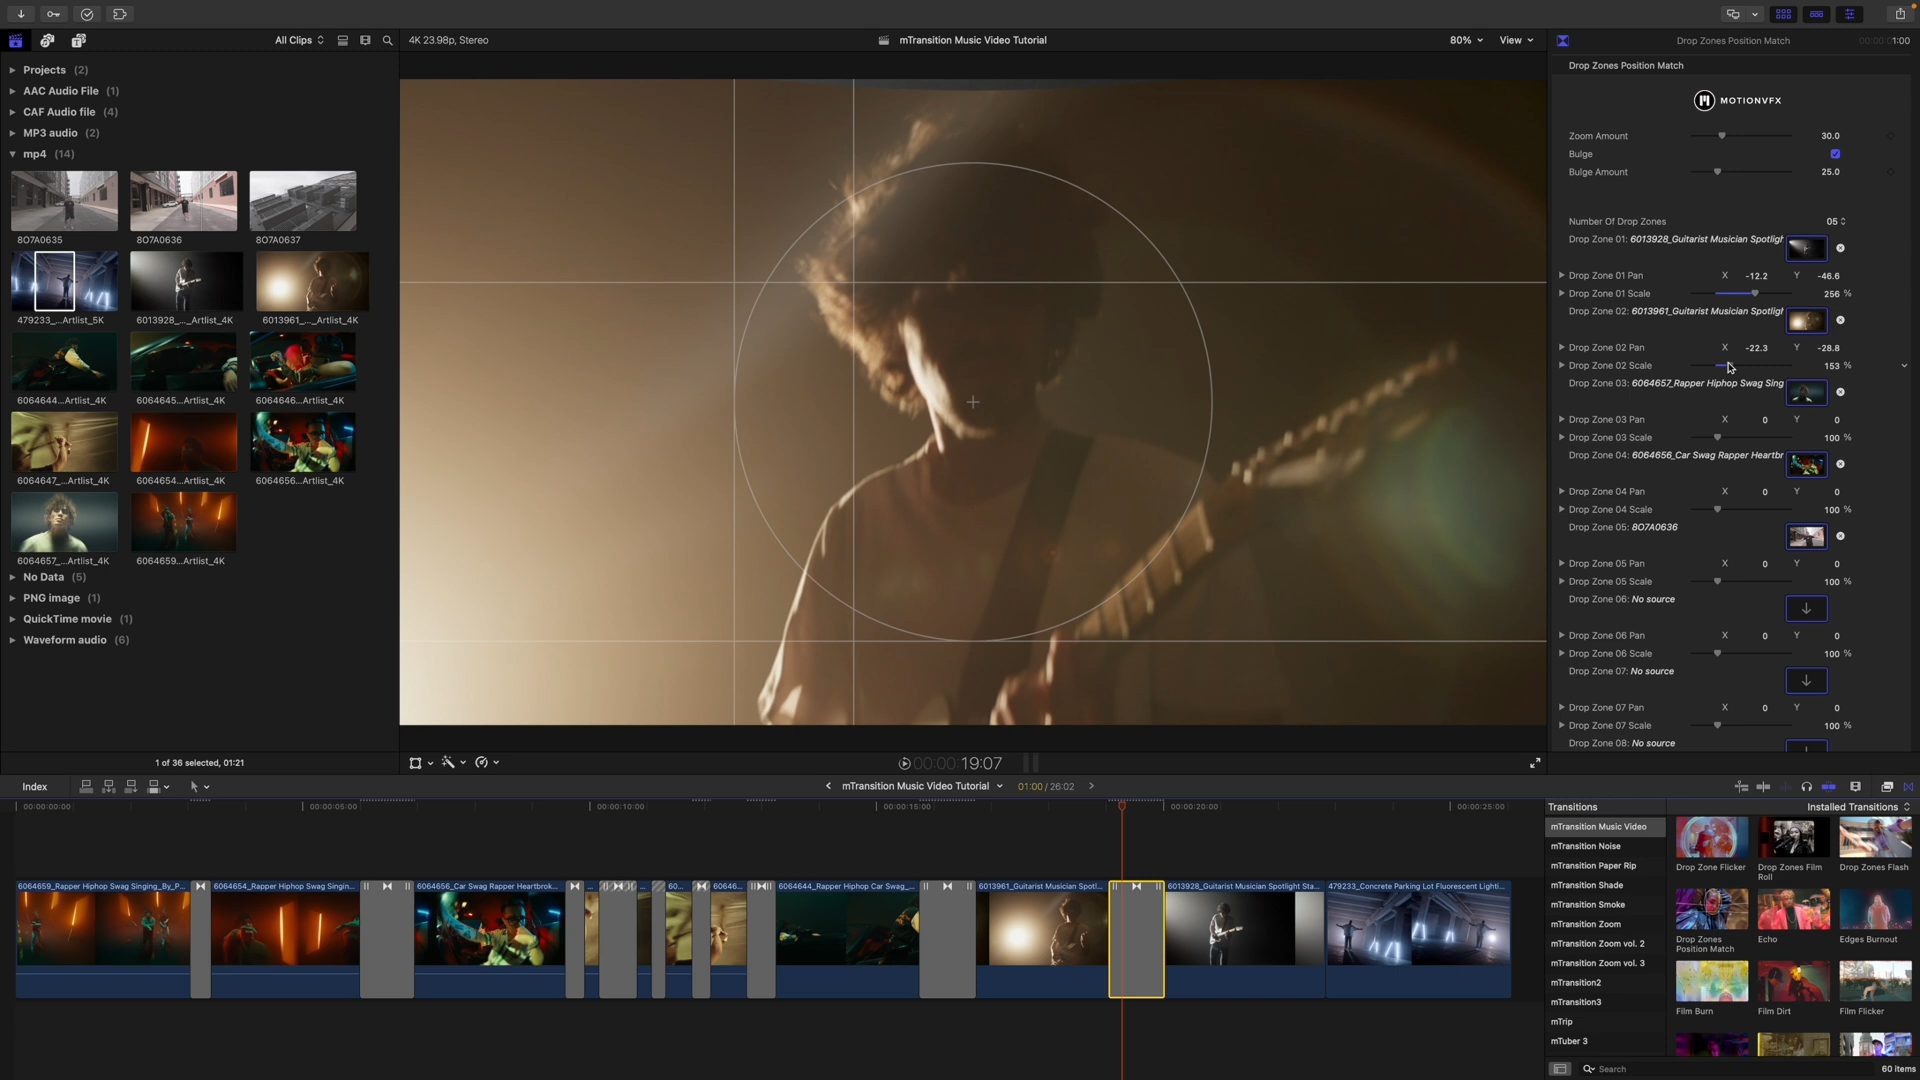 All Clips
4K 23.98p, Stereo
mTransition Music Video Tutorial
80%
View
Drop Zones Position Match
00:00:01:00
Projects (2)
AAC Audio File (1)
CAF Audio file (4)
MP3 audio (2)
mp4 (14)
8O7A0635
8O7A0636
8O7A0637
479233_...Artlist_5K
6013928_..._Artlist_4K
6013961_..._Artlist_4K
6064644...Artlist_4K
6064645...Artlist_4K
6064646...Artlist_4K
6064647_...Artlist_4K
6064654...Artlist_4K
6064656...Artlist_4K
6064657_...Artlist_4K
6064659...Artlist_4K
No Data (5)
PNG image (1)
QuickTime movie (1)
Waveform audio (6)
1 of 36 selected, 01:21
00:00:00:19:07
Drop Zones Position Match
MOTIONVFX
Zoom Amount 30.0
Bulge
Bulge Amount 25.0
Number Of Drop Zones 05
Drop Zone 01: 6013928_Guitarist Musician Spotligh
Drop Zone 01 Pan X -12.2 Y -46.6
Drop Zone 01 Scale 256 %
Drop Zone 02: 6013961_Guitarist Musician Spotligh
Drop Zone 02 Pan X -22.3 Y -28.8
Drop Zone 02 Scale 153 %
Drop Zone 03: 6064657_Rapper Hiphop Swag Sing
Drop Zone 03 Pan X 0 Y 0
Drop Zone 03 Scale 100 %
Drop Zone 04: 6064656_Car Swag Rapper Heartbr
Drop Zone 04 Pan X 0 Y 0
Drop Zone 04 Scale 100 %
Drop Zone 05: 8O7A0636
Drop Zone 05 Pan X 0 Y 0
Drop Zone 05 Scale 100 %
Drop Zone 06: No source
Drop Zone 06 Pan X 0 Y 0
Drop Zone 06 Scale 100 %
Drop Zone 07: No source
Drop Zone 07 Pan X 0 Y 0
Drop Zone 07 Scale 100 %
Drop Zone 08: No source
Index
mTransition Music Video Tutorial
01:00 / 26:02
00:00:00:00
00:00:05:00
00:00:10:00
00:00:15:00
00:00:20:00
00:00:25:00
6064659_Rapper Hiphop Swag Singing_By_P...
6064654_Rapper Hiphop Swag Singin...
6064656_Car Swag Rapper Heartbrok...
...
...
60...
60646...
6064644_Rapper Hiphop Car Swag_...
6013961_Guitarist Musician Spotl...
6013928_Guitarist Musician Spotlight Sta...
479233_Concrete Parking Lot Fluorescent Lighti...
Transitions
Installed Transitions
mTransition Music Video
mTransition Noise
mTransition Paper Rip
mTransition Shade
mTransition Smoke
mTransition Zoom
mTransition Zoom vol. 2
mTransition Zoom vol. 3
mTransition2
mTransition3
mTrip
mTuber 3
Drop Zone Flicker
Drop Zones Film Roll
Drop Zones Flash
Drop Zones Position Match
Echo
Edges Burnout
Film Burn
Film Dirt
Film Flicker
Search
60 items